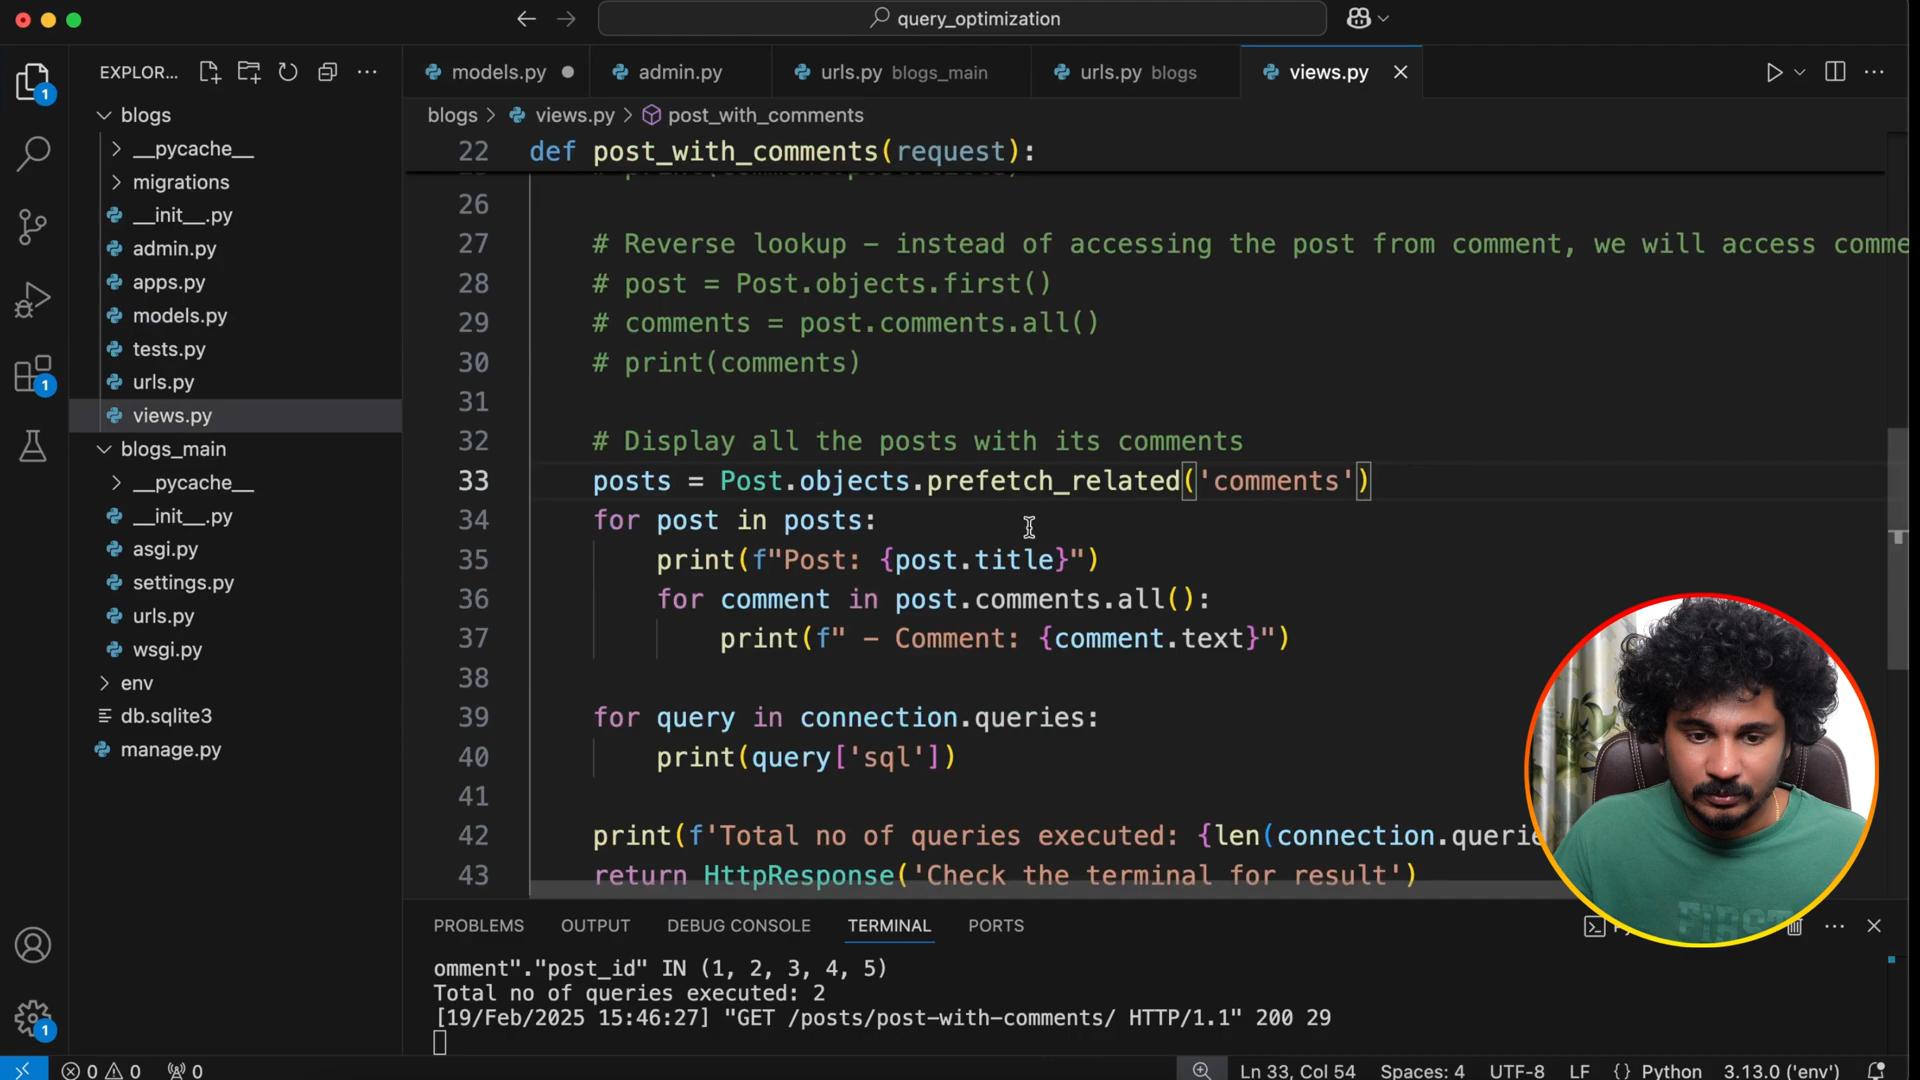 query_optimization
EXPLOR...
models.py
admin.py
urls.py blogs_main
urls.py blogs
views.py
blogs > views.py > post_with_comments
blogs
__pycache__
migrations
__init__.py
admin.py
apps.py
models.py
tests.py
urls.py
views.py
blogs_main
__pycache__
__init__.py
asgi.py
settings.py
urls.py
wsgi.py
env
db.sqlite3
manage.py
1
1
1
22 def post_with_comments(request):
26
27 # Reverse lookup – instead of accessing the post from comment, we will access comme
28 # post = Post.objects.first()
29 # comments = post.comments.all()
30 # print(comments)
31
32 # Display all the posts with its comments
33 posts = Post.objects.prefetch_related('comments')
34 for post in posts:
35 print(f"Post: {post.title}")
36 for comment in post.comments.all():
37 print(f" – Comment: {comment.text}")
38
39 for query in connection.queries:
40 print(query['sql'])
41
42 print(f'Total no of queries executed: {len(connection.querie
43 return HttpResponse('Check the terminal for result')
PROBLEMS OUTPUT DEBUG CONSOLE TERMINAL PORTS
omment"."post_id" IN (1, 2, 3, 4, 5)
Total no of queries executed: 2
[19/Feb/2025 15:46:27] "GET /posts/post-with-comments/ HTTP/1.1" 200 29
0 0 0 Ln 33, Col 54 Spaces: 4 UTF-8 LF {} Python 3.13.0 ('env')